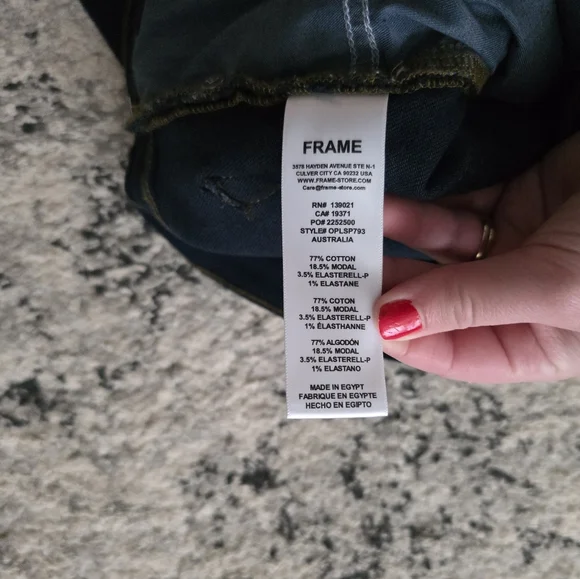 FRAME
3578 HAYDEN AVENUE STE N-1
CULVER CITY CA 90232 USA
WWW.FRAME-STORE.COM
Care@frame-store.com
RN# 139021
CA# 19371
PO# 2252500
STYLE# OPLSP793
AUSTRALIA
77% COTTON
18.5% MODAL
3.5% ELASTERELL-P
1% ELASTANE
77% COTON
18.5% MODAL
3.5% ELASTERELL-P
1% ÉLASTHANNE
77% ALGODÓN
18.5% MODAL
3.5% ELASTERELL-P
1% ELASTANO
MADE IN EGYPT
FABRIQUE EN EGYPTE
HECHO EN EGIPTO